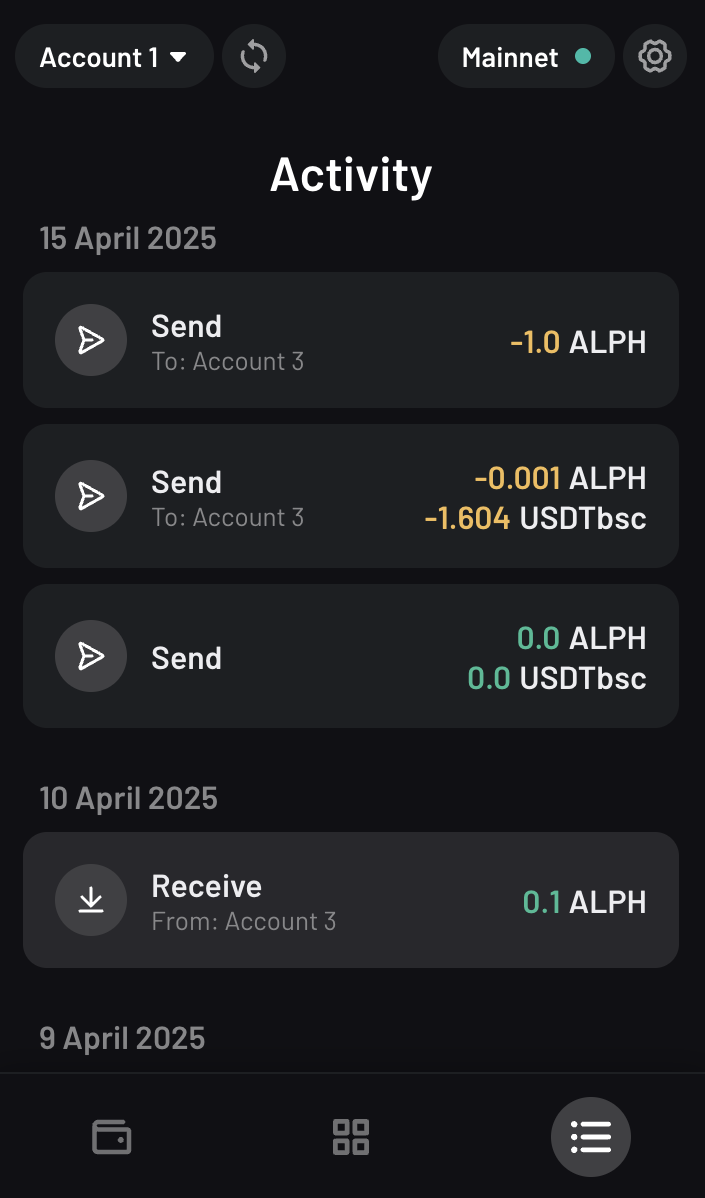 Account 1
Mainnet
Activity
15 April 2025
Send
To: Account 3
-1.0 ALPH
Send
To: Account 3
-0.001 ALPH
-1.604 USDTbsc
Send
0.0 ALPH
0.0 USDTbsc
10 April 2025
Receive
From: Account 3
0.1 ALPH
9 April 2025